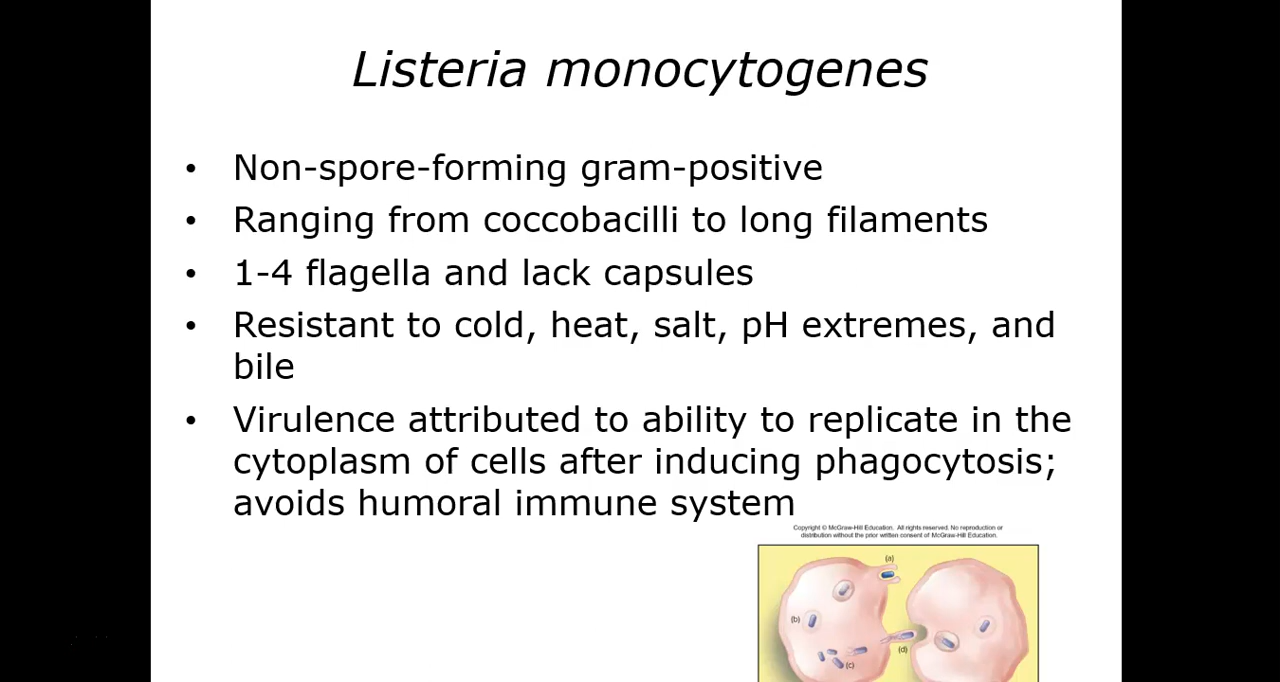 Listeria monocytogenes
• Non-spore-forming gram-positive
• Ranging from coccobacilli to long filaments
• 1-4 flagella and lack capsules
• Resistant to cold, heat, salt, pH extremes, and
bile
• Virulence attributed to ability to replicate in the
cytoplasm of cells after inducing phagocytosis;
avoids humoral immune system
Copyright © McGraw-Hill Education. All rights reserved. No reproduction or
distribution without the prior written consent of McGraw-Hill Education.
(a)
(b)
(d)
(c)